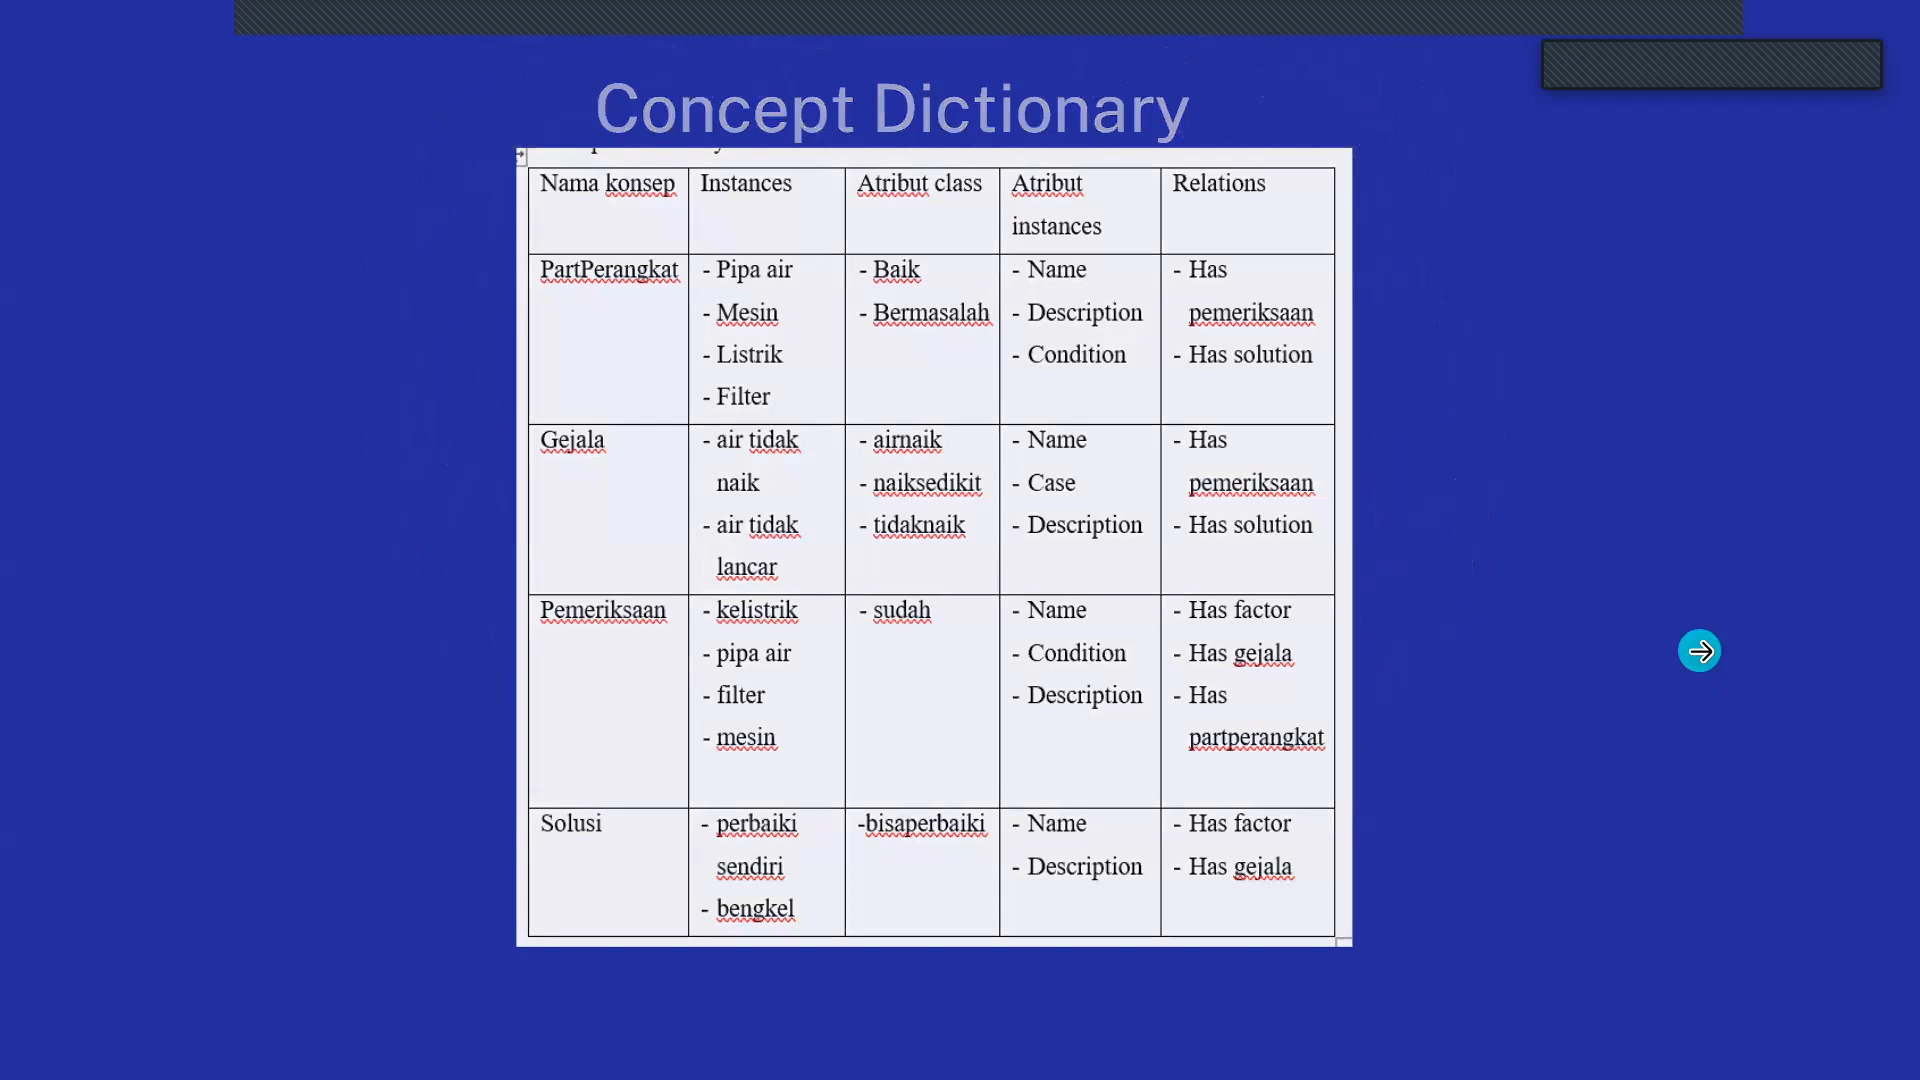 Concept Dictionary
Nama konsep
Instances
Atribut class
Atribut
instances
Relations
PartPerangkat
- Pipa air
- Mesin
- Listrik
- Filter
- Baik
- Bermasalah
- Name
- Description
- Condition
- Has
pemeriksaan
- Has solution
Gejala
- air tidak
naik
- air tidak
lancar
- airnaik
- naiksedikit
- tidaknaik
- Name
- Case
- Description
- Has
pemeriksaan
- Has solution
Pemeriksaan
- kelistrik
- pipa air
- filter
- mesin
- sudah
- Name
- Condition
- Description
- Has factor
- Has gejala
- Has
partperangkat
Solusi
- perbaiki
sendiri
- bengkel
-bisaperbaiki
- Name
- Description
- Has factor
- Has gejala